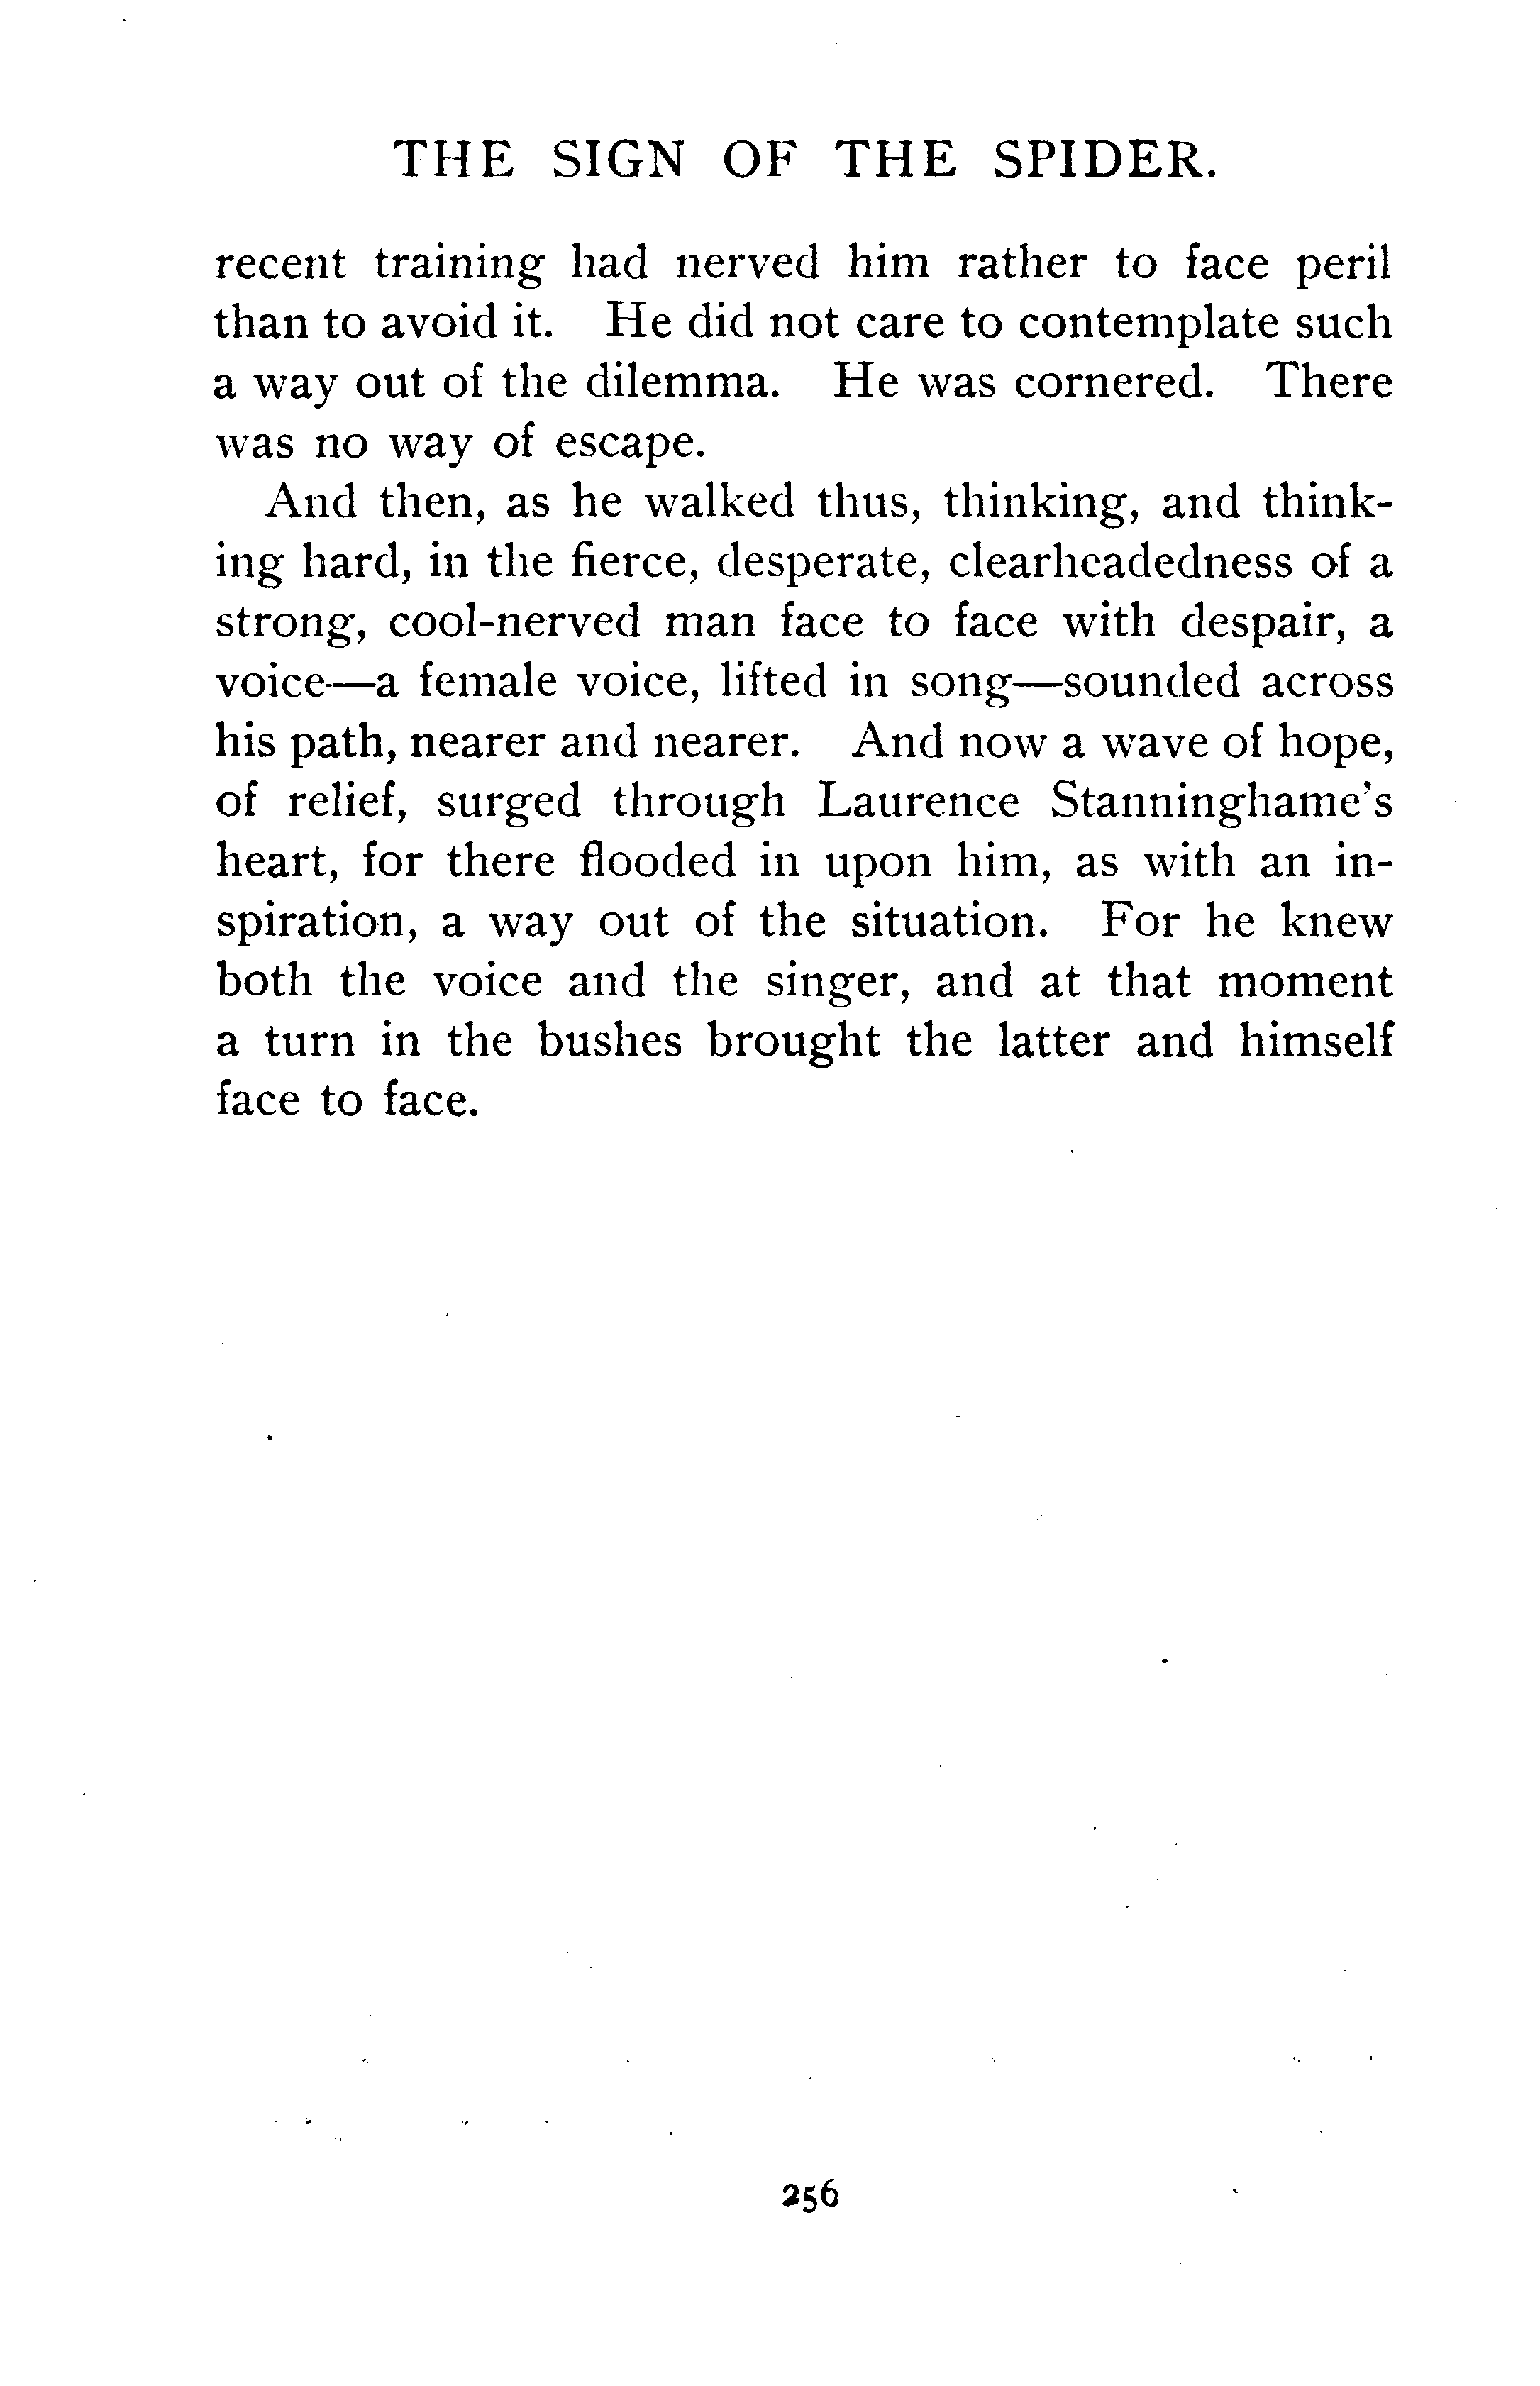 THE SIGN OF THE SPIDER.
recent training had nerved him rather to face peril
than to avoid it. He did not care to contemplate such
a way out of the dilemma. He was cornered. There
was no way of escape.
And then, as he walked thus, thinking, and think-
ing hard, in the fierce, desperate, clearheadedness of a
strong, cool-nerved man face to face with despair, a
voice—a female voice, lifted in song—sounded across
his path, nearer and nearer. And now a wave of hope,
of relief, surged through Laurence Stanninghame's
heart, for there flooded in upon him, as with an in-
spiration, a way out of the situation. For he knew
both the voice and the singer, and at that moment
a turn in the bushes brought the latter and himself
face to face.
256